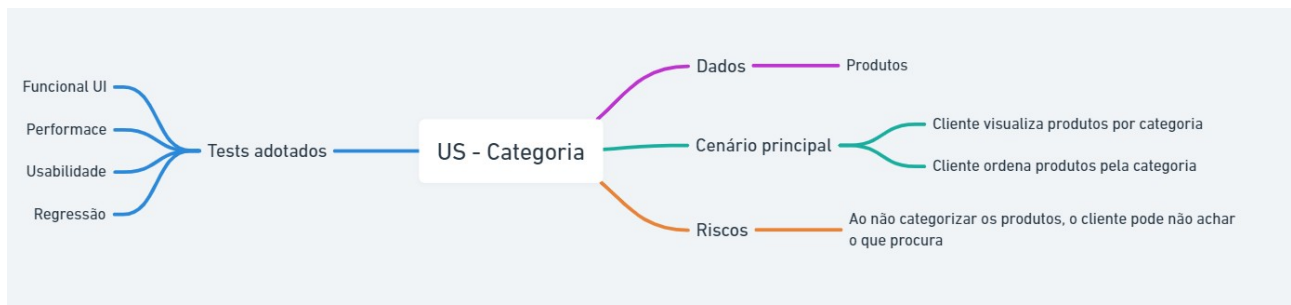 Funcional UI
Performace
Usabilidade
Regressão
Tests adotados
US - Categoria
Dados
Produtos
Cenário principal
Cliente visualiza produtos por categoria
Cliente ordena produtos pela categoria
Riscos
Ao não categorizar os produtos, o cliente pode não achar
o que procura